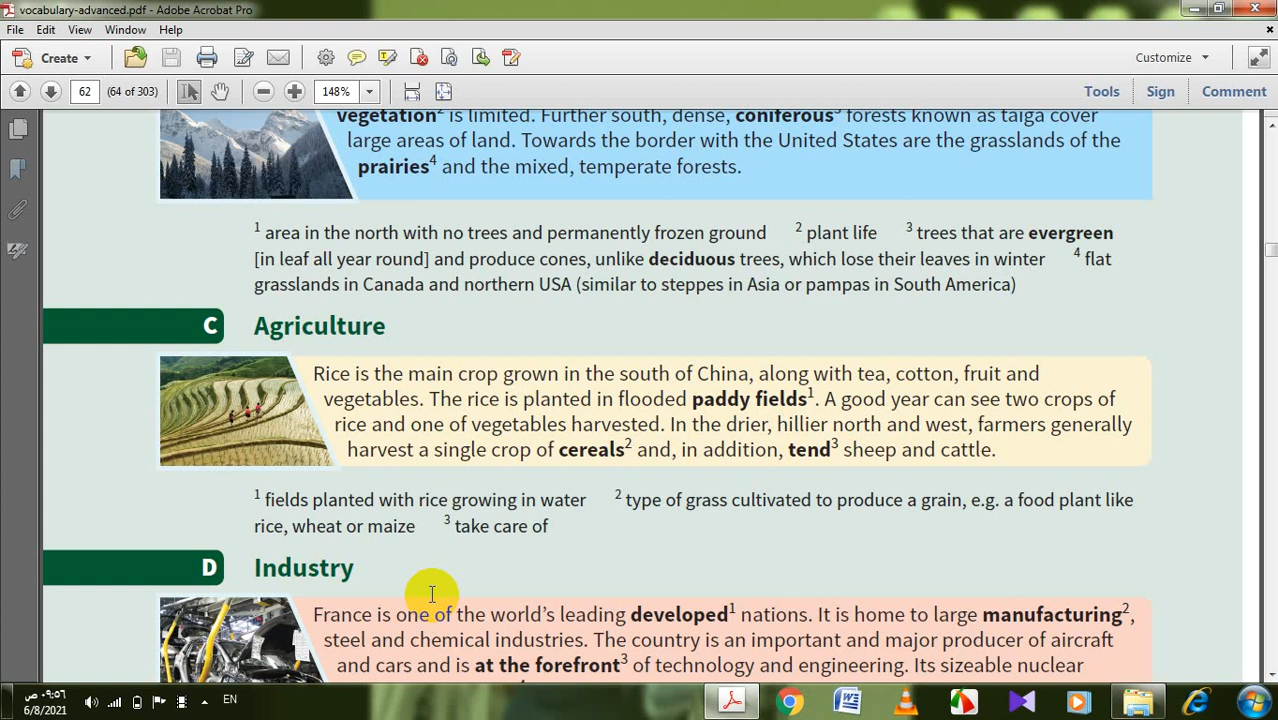 vocabulary-advanced.pdf - Adobe Acrobat Pro
File Edit View Window Help
Create
Customize
62 (64 of 303) 148% Tools Sign Comment
vegetation² is limited. Further south, dense, coniferous³ forests known as taiga cover
large areas of land. Towards the border with the United States are the grasslands of the
prairies⁴ and the mixed, temperate forests.
¹ area in the north with no trees and permanently frozen ground ² plant life ³ trees that are evergreen
[in leaf all year round] and produce cones, unlike deciduous trees, which lose their leaves in winter ⁴ flat
grasslands in Canada and northern USA (similar to steppes in Asia or pampas in South America)
C Agriculture
Rice is the main crop grown in the south of China, along with tea, cotton, fruit and
vegetables. The rice is planted in flooded paddy fields¹. A good year can see two crops of
rice and one of vegetables harvested. In the drier, hillier north and west, farmers generally
harvest a single crop of cereals² and, in addition, tend³ sheep and cattle.
¹ fields planted with rice growing in water ² type of grass cultivated to produce a grain, e.g. a food plant like
rice, wheat or maize ³ take care of
D Industry
France is one of the world's leading developed¹ nations. It is home to large manufacturing²,
steel and chemical industries. The country is an important and major producer of aircraft
and cars and is at the forefront³ of technology and engineering. Its sizeable nuclear
EN
٠٩:٥٦ ص
6/8/2021